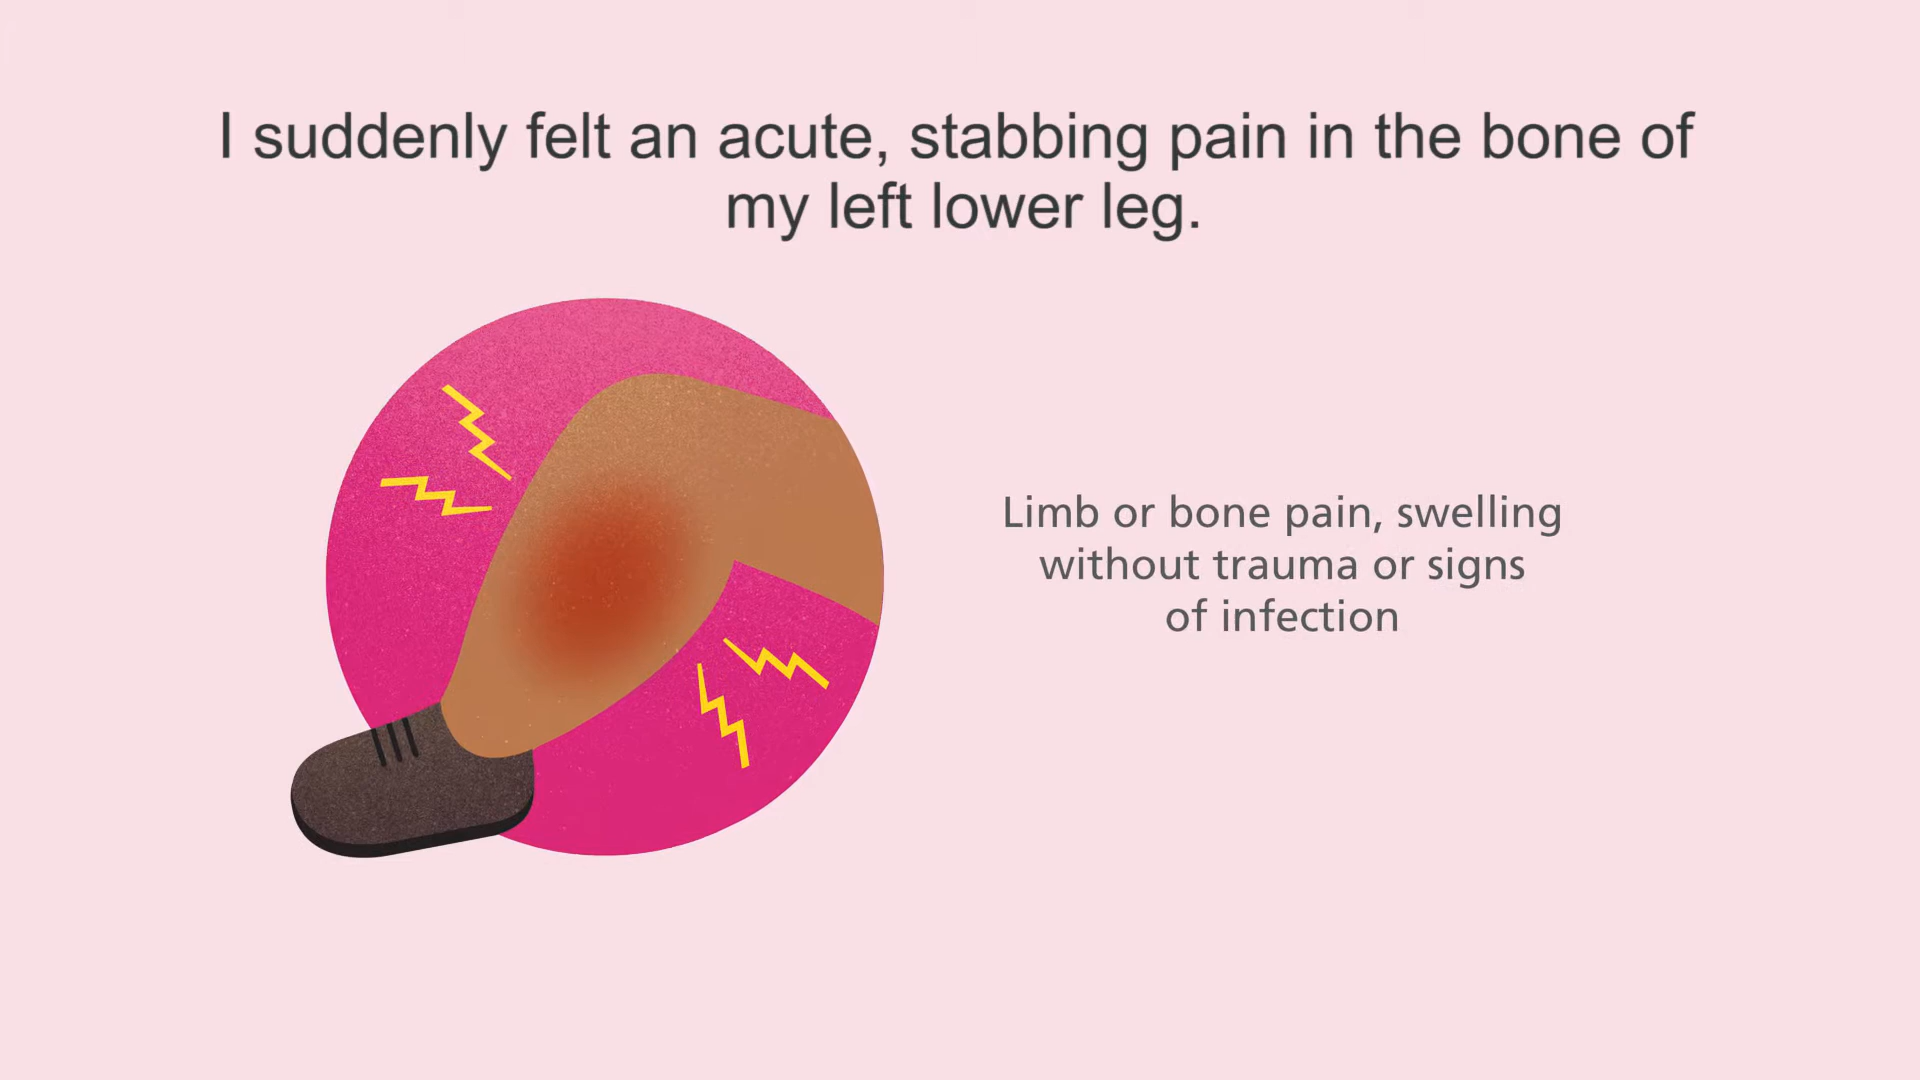 I suddenly felt an acute, stabbing pain in the bone of
my left lower leg.
Limb or bone pain, swelling
without trauma or signs
of infection